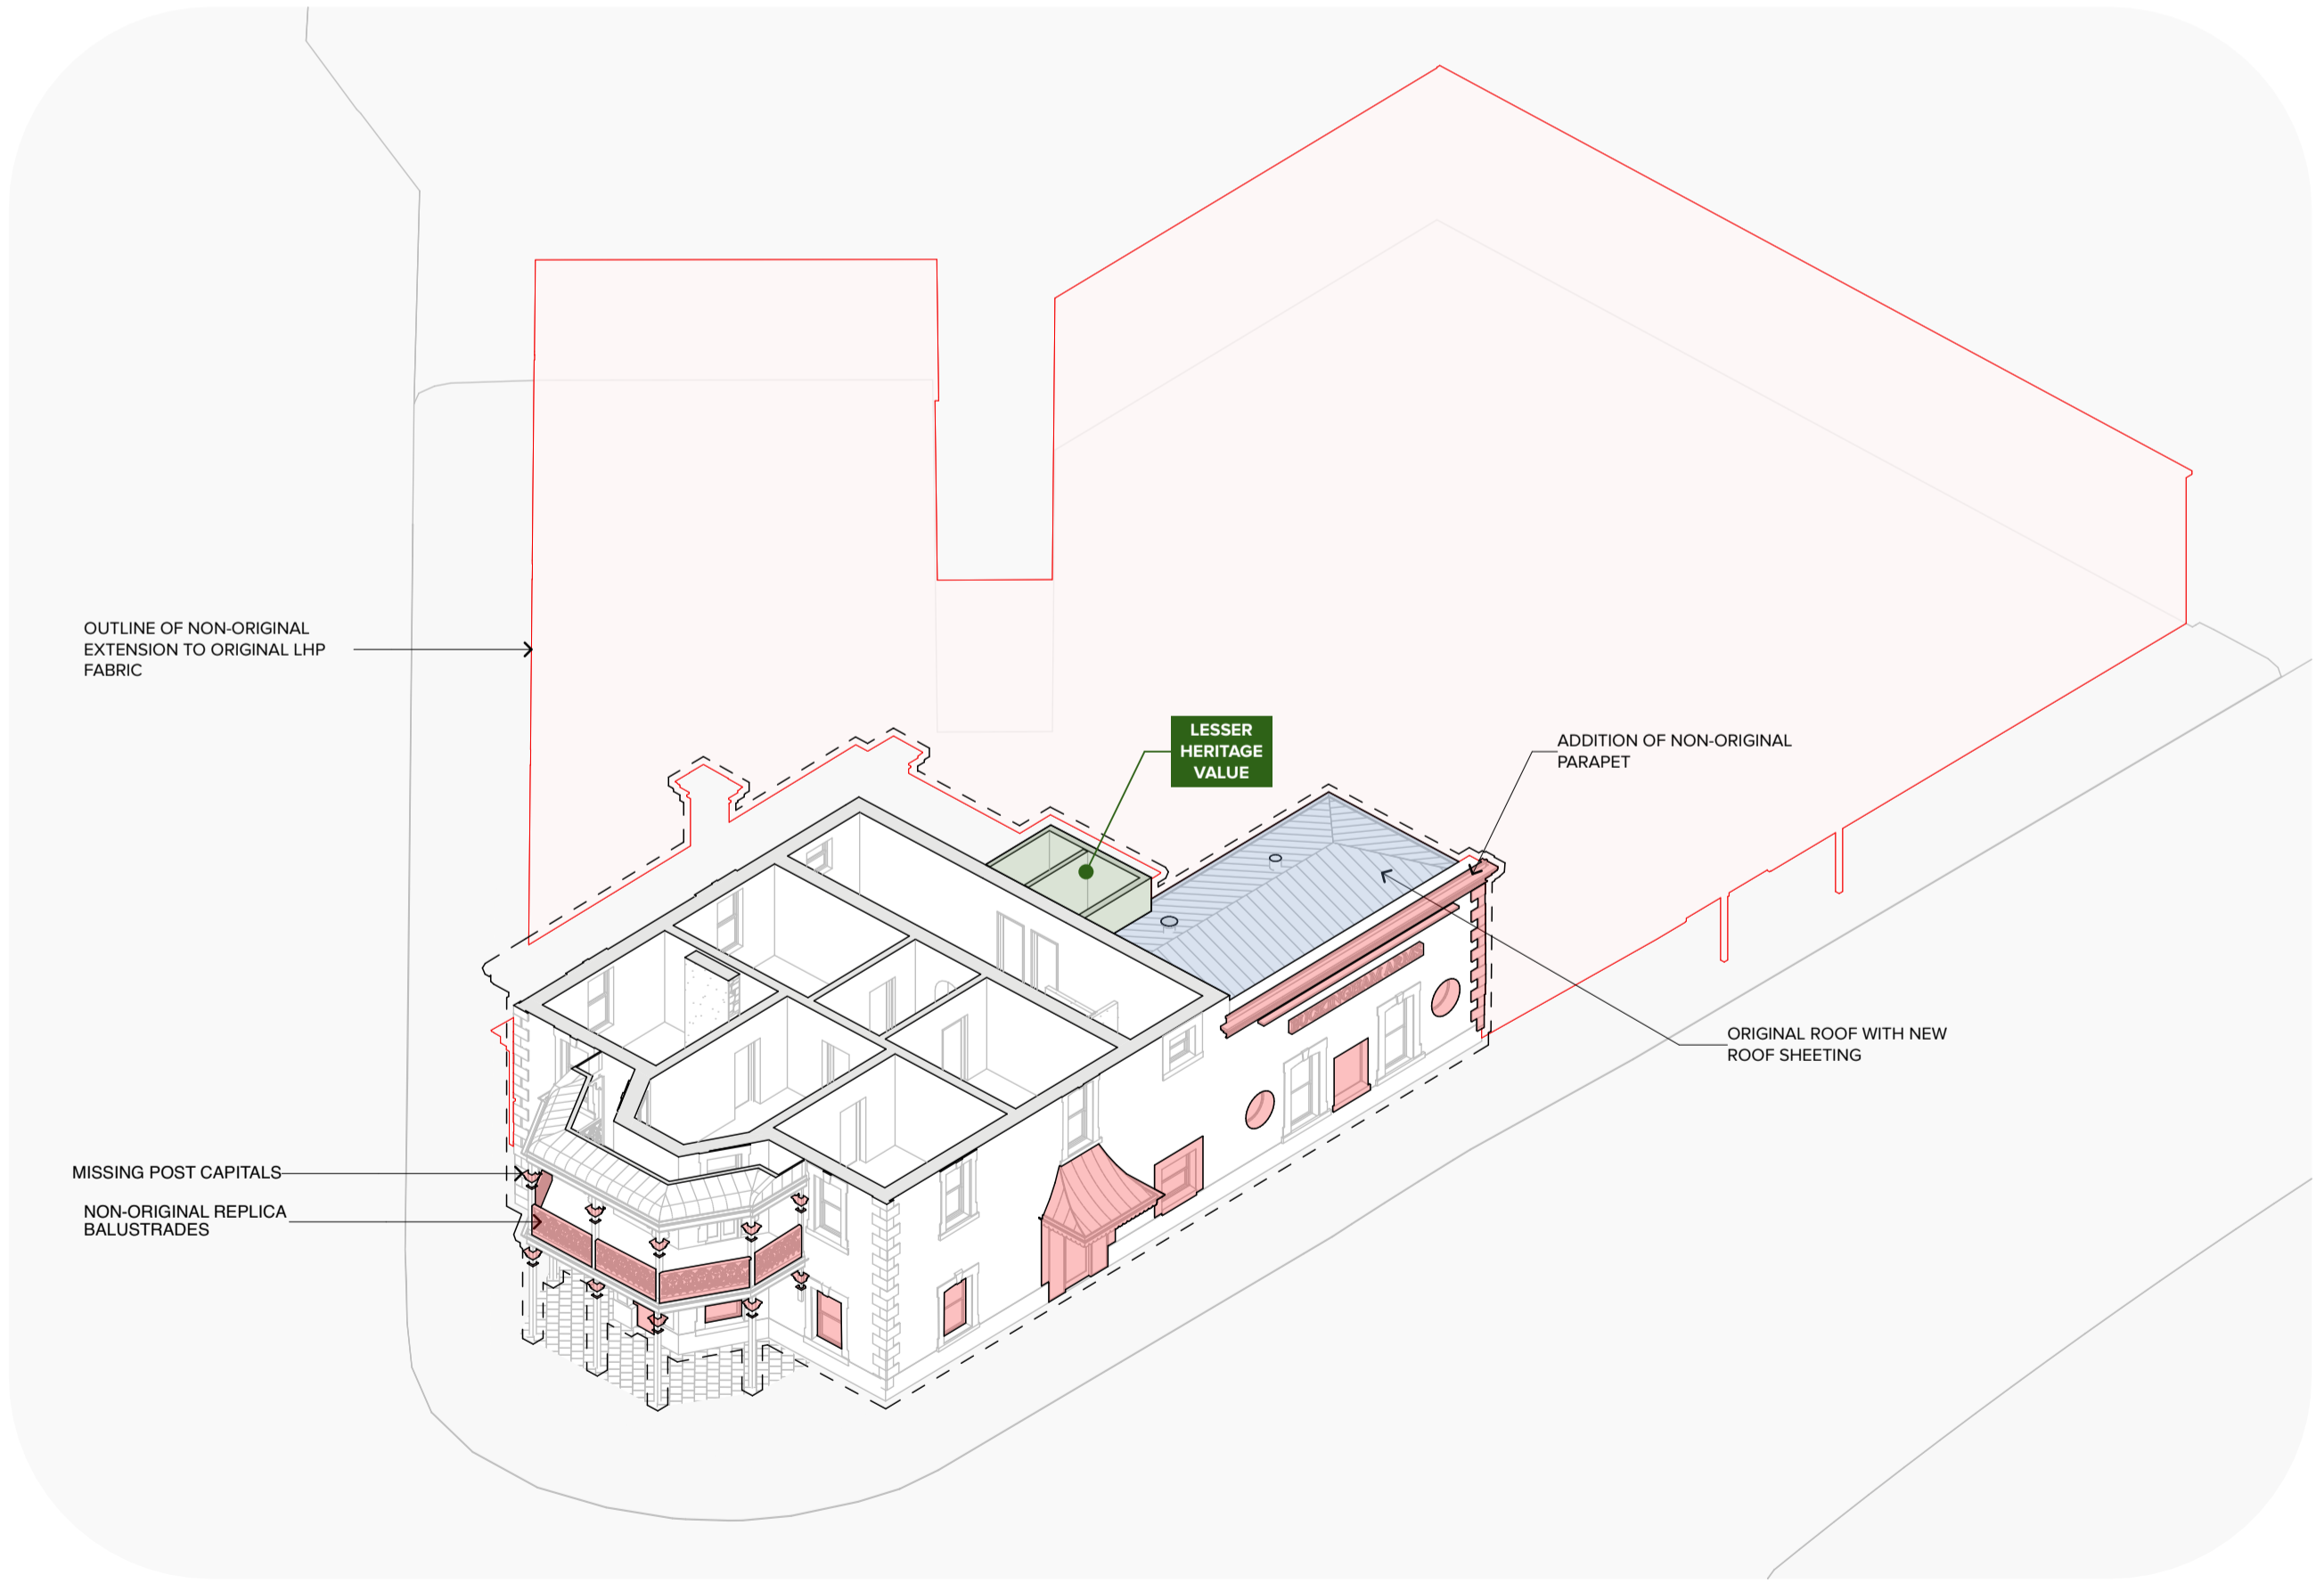 OUTLINE OF NON-ORIGINAL
EXTENSION TO ORIGINAL LHP
FABRIC
LESSER
HERITAGE
VALUE
ADDITION OF NON-ORIGINAL
PARAPET
ORIGINAL ROOF WITH NEW
ROOF SHEETING
MISSING POST CAPITALS
NON-ORIGINAL REPLICA
BALUSTRADES